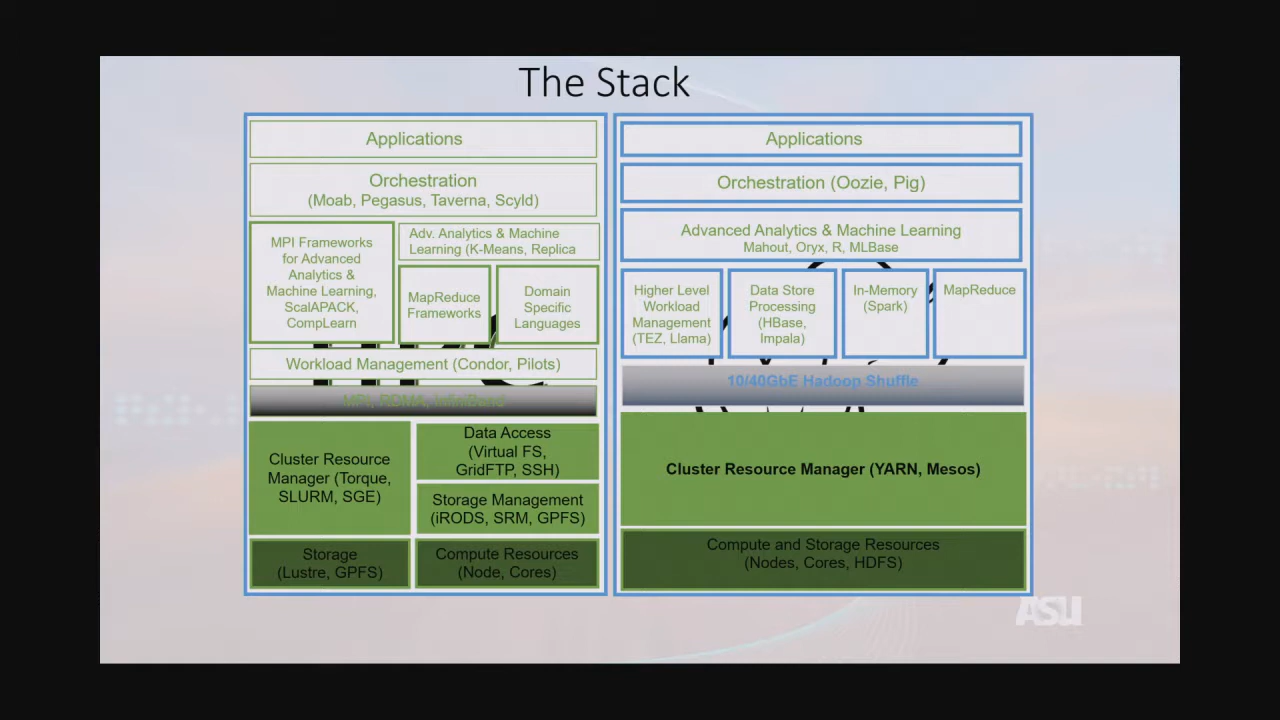 The Stack
Applications
Orchestration
(Moab, Pegasus, Taverna, Scyld)
MPI Frameworks
for Advanced
Analytics &
Machine Learning,
ScalAPACK,
CompLearn
Adv. Analytics & Machine
Learning (K-Means, Replica
MapReduce
Frameworks
Domain
Specific
Languages
Workload Management (Condor, Pilots)
MPI, RDMA, Infiniband
Cluster Resource
Manager (Torque,
SLURM, SGE)
Data Access
(Virtual FS,
GridFTP, SSH)
Storage Management
(iRODS, SRM, GPFS)
Storage
(Lustre, GPFS)
Compute Resources
(Node, Cores)
Applications
Orchestration (Oozie, Pig)
Advanced Analytics & Machine Learning
Mahout, Oryx, R, MLBase
Higher Level
Workload
Management
(TEZ, Llama)
Data Store
Processing
(HBase,
Impala)
In-Memory
(Spark)
MapReduce
10/40GbE Hadoop Shuffle
Cluster Resource Manager (YARN, Mesos)
Compute and Storage Resources
(Nodes, Cores, HDFS)
ASU